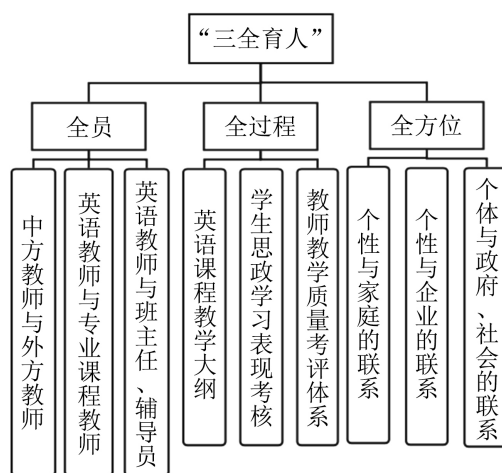 “三全育人”
全员
全过程
全方位
中方教师与外方教师
英语教师与专业课程教师
英语教师与班主任、辅导员
英语课程教学大纲
学生思政学习表现考核
教师教学质量考评体系
个性与家庭的联系
个性与企业的联系
个体与政府、社会的联系